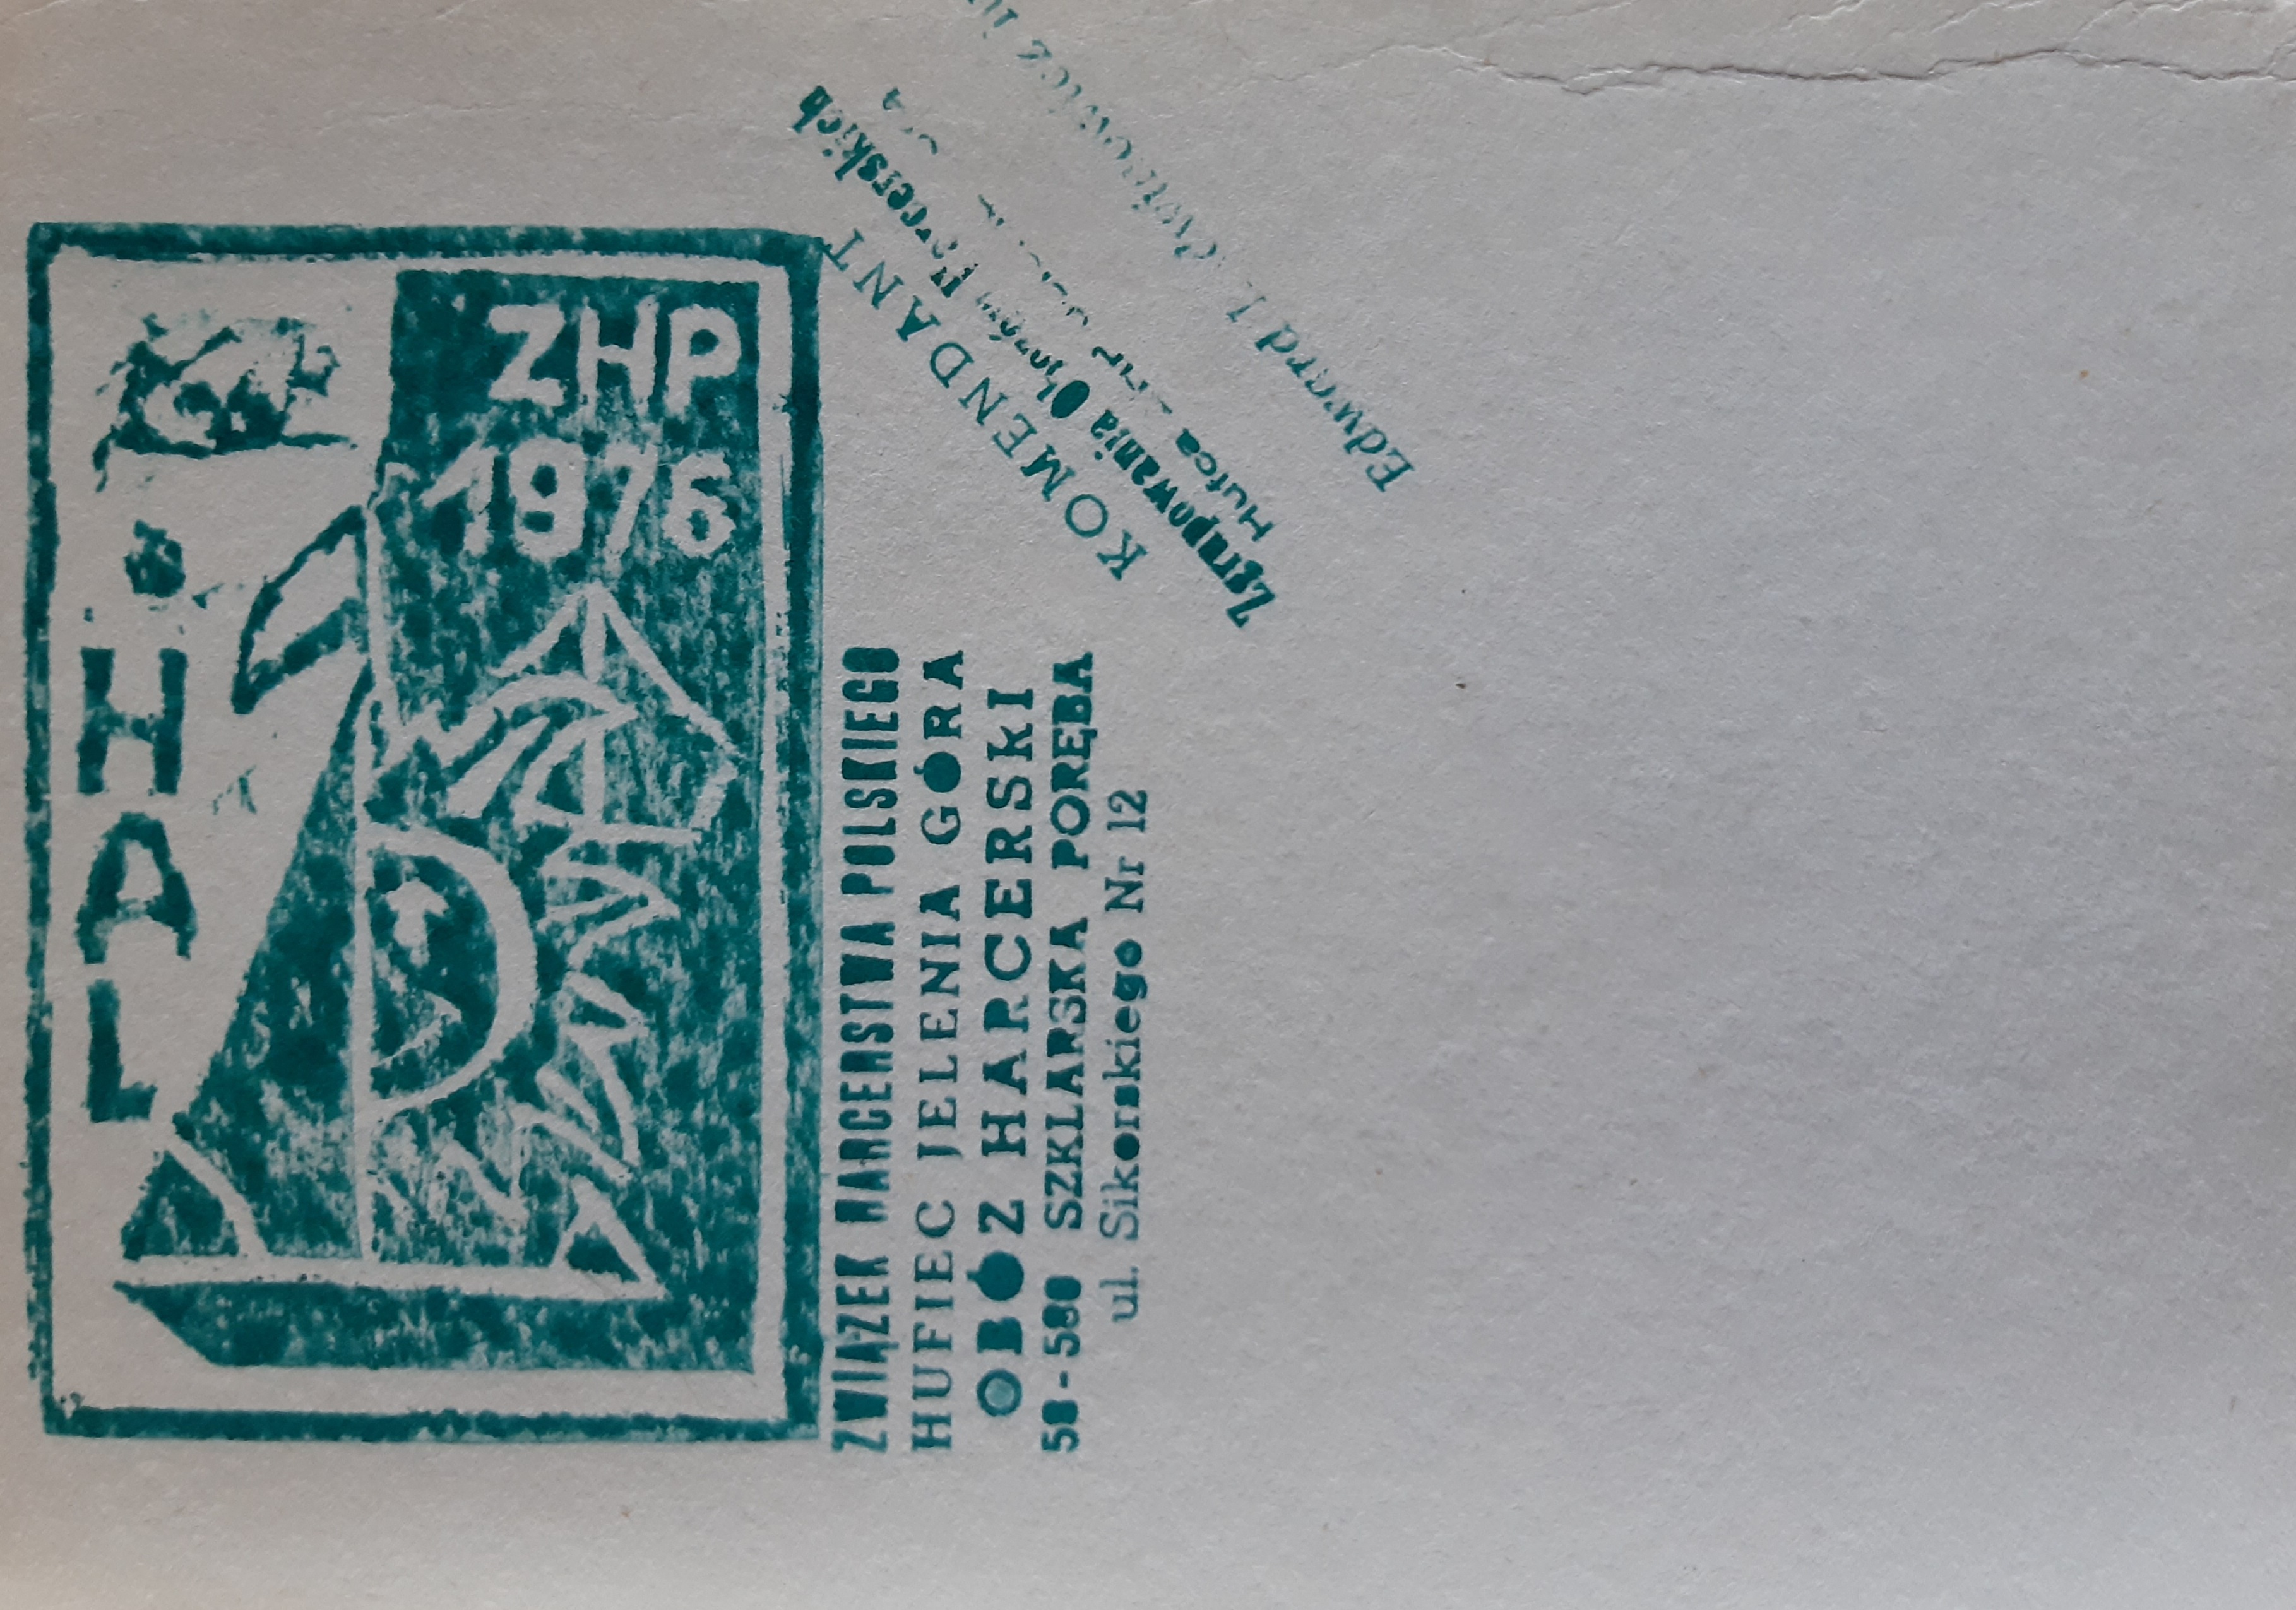 HAL
ZHP
1976
ZWIĄZEK HARCERSTWA POLSKIEGO
HUFIEC JELENIA GÓRA
OBÓZ HARCERSKI
58-580 SZKLARSKA PORĘBA
ul. Sikorskiego Nr 12
KOMENDANT
Zgrupowania Obozów Harcerskich
Hufca
Edward